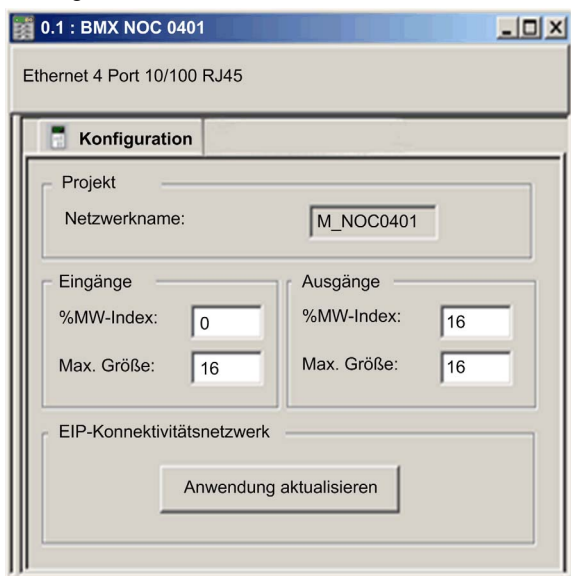 0.1 : BMX NOC 0401
Ethernet 4 Port 10/100 RJ45
Konfiguration
Projekt
Netzwerkname: M_NOC0401
Eingänge
%MW-Index: 0
Max. Größe: 16
Ausgänge
%MW-Index: 16
Max. Größe: 16
EIP-Konnektivitätsnetzwerk
Anwendung aktualisieren